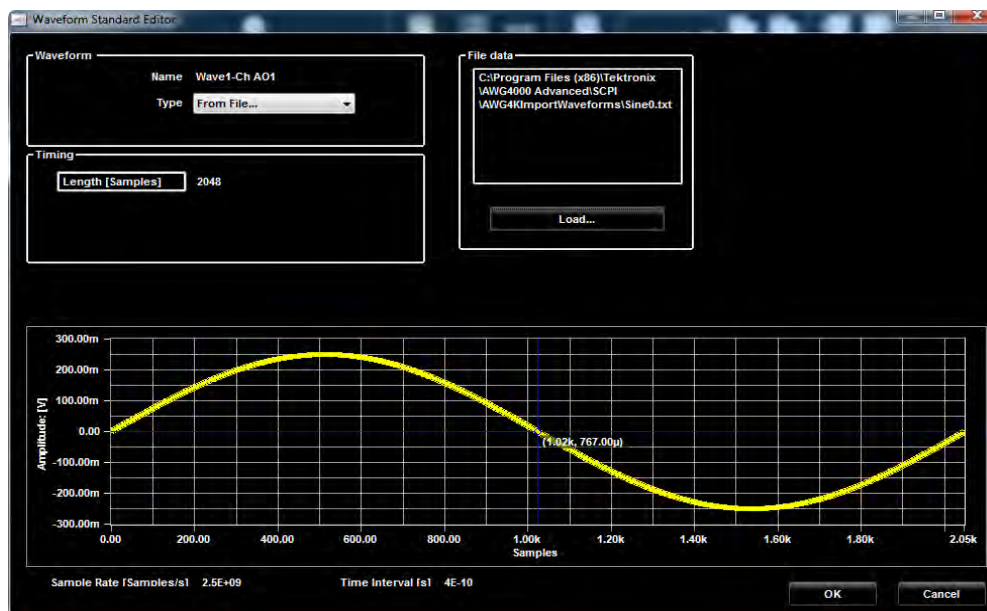 Waveform Standard Editor
Waveform
Name Wave1-Ch AO1
Type From File...
Timing
Length [Samples] 2048
File data
C:\Program Files (x86)\Tektronix
\AWG4000 Advanced\SCPI
\AWG4KImportWaveforms\Sine0.txt
Load...
300.00m
200.00m
100.00m
0.00
-100.00m
-200.00m
-300.00m
Amplitude: [V]
(1.02k, 767.00µ)
0.00 200.00 400.00 600.00 800.00 1.00k 1.20k 1.40k 1.60k 1.80k 2.05k
Samples
Sample Rate [Samples/s] 2.5E+09 Time Interval [s] 4E-10
OK Cancel